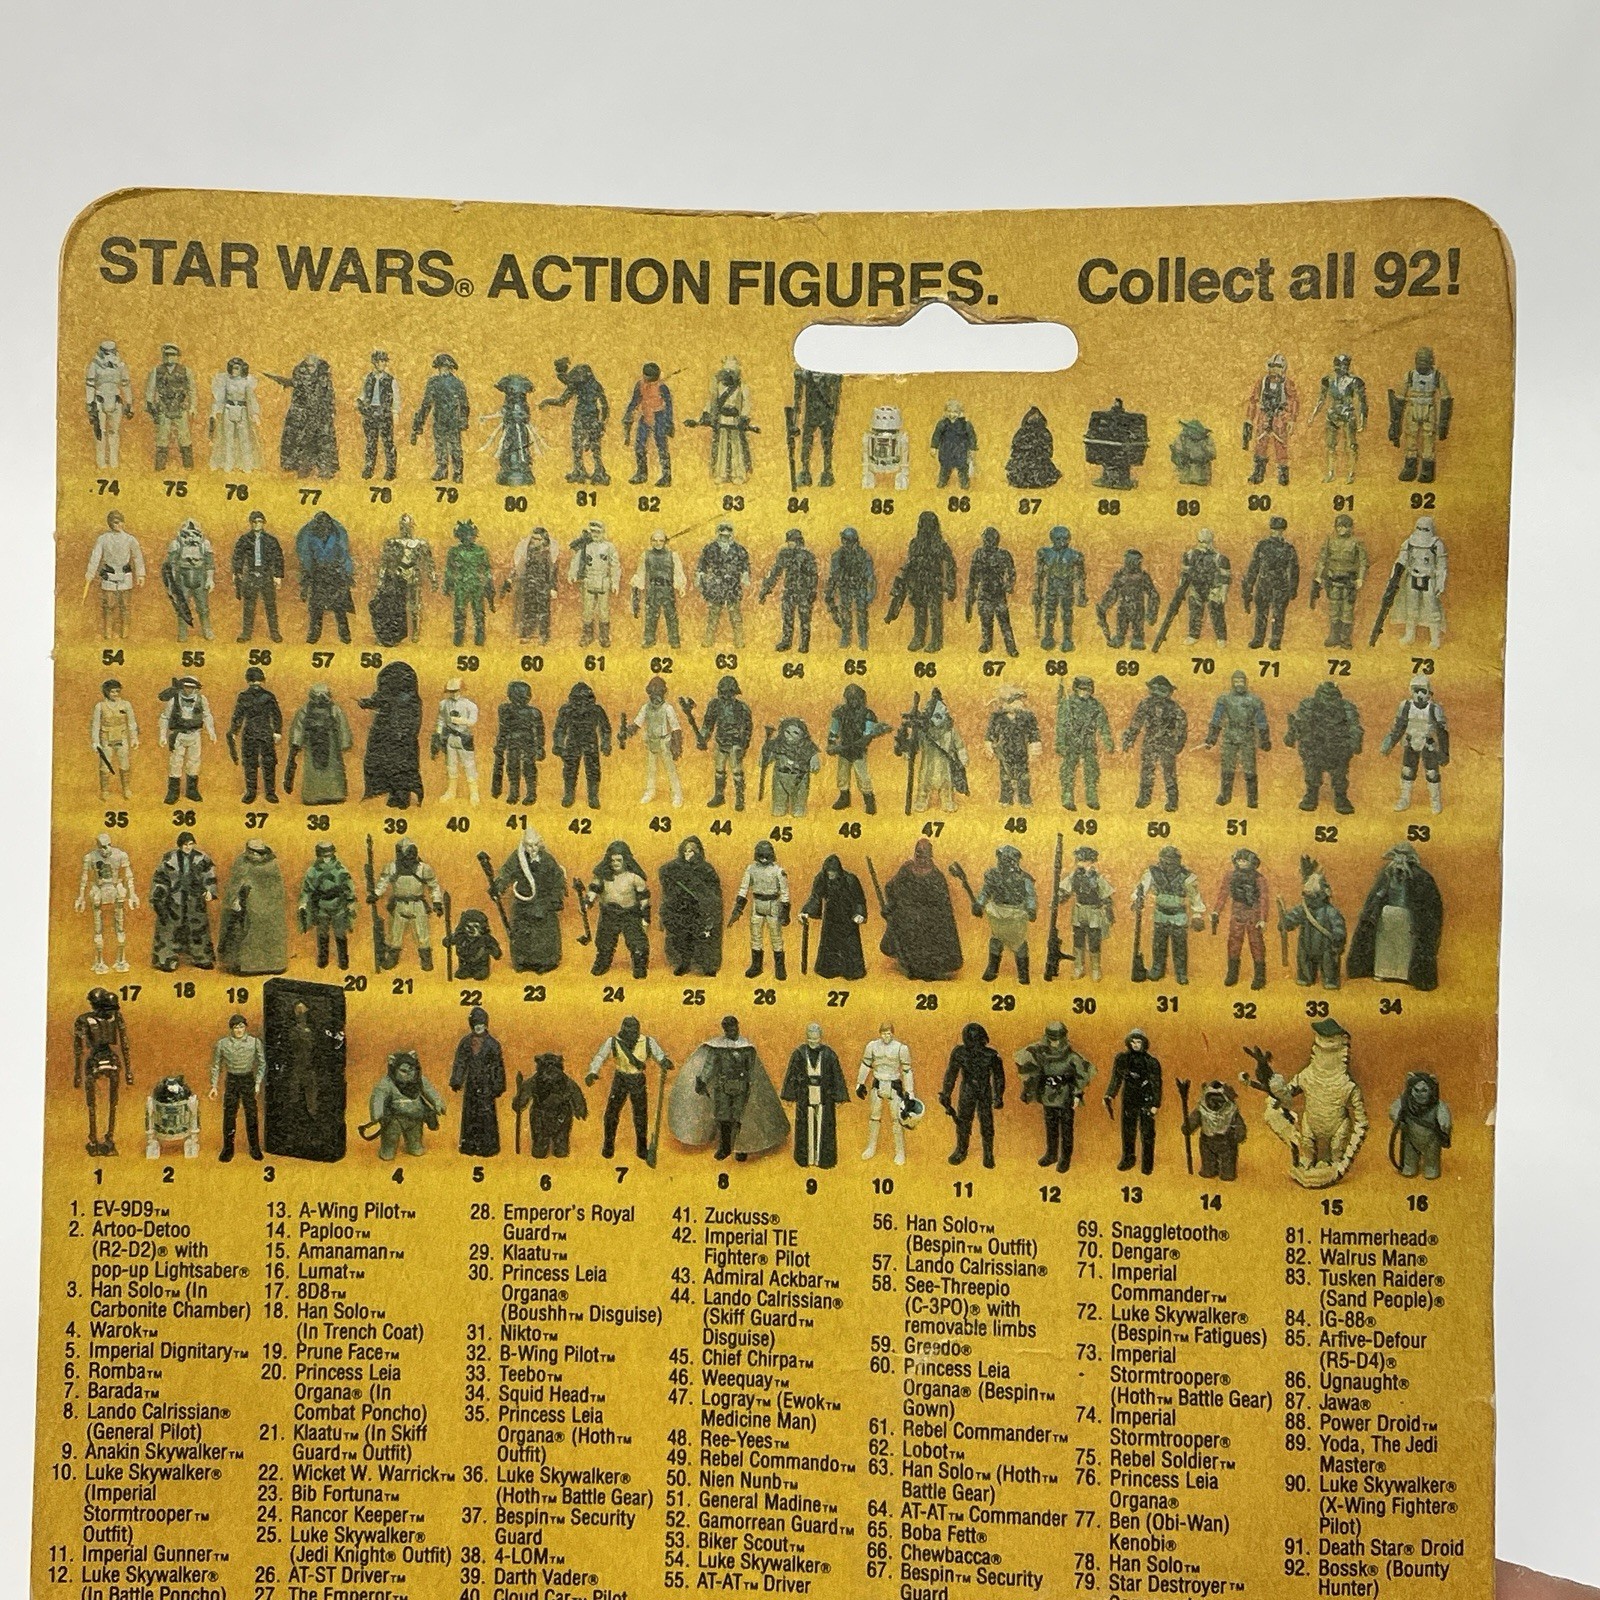 STAR WARS® ACTION FIGURES. Collect all 92!
74 75 76 77 78 79 80 81 82 83 84 85 86 87 88 89 90 91 92
54 55 56 57 58 59 60 61 62 63 64 65 66 67 68 69 70 71 72 73
35 36 37 38 39 40 41 42 43 44 45 46 47 48 49 50 51 52 53
17 18 19 20 21 22 23 24 25 26 27 28 29 30 31 32 33 34
1 2 3 4 5 6 7 8 9 10 11 12 13 14 15 16
1. EV-9D9™
2. Artoo-Detoo
(R2-D2)® with
pop-up Lightsaber®
3. Han Solo™ (In
Carbonite Chamber)
4. Warok™
5. Imperial Dignitary™
6. Romba™
7. Barada™
8. Lando Calrissian®
(General Pilot)
9. Anakin Skywalker™
10. Luke Skywalker®
(Imperial
Stormtrooper™
Outfit)
11. Imperial Gunner™
12. Luke Skywalker®
(In Battle Poncho)
13. A-Wing Pilot™
14. Paploo™
15. Amanaman™
16. Lumat™
17. 8D8™
18. Han Solo™
(In Trench Coat)
19. Prune Face™
20. Princess Leia
Organa® (In
Combat Poncho)
21. Klaatu™ (In Skiff
Guard™ Outfit)
22. Wicket W. Warrick™
23. Bib Fortuna™
24. Rancor Keeper™
25. Luke Skywalker®
(Jedi Knight® Outfit)
26. AT-ST Driver™
27. The Emperor™
28. Emperor's Royal
Guard™
29. Klaatu™
30. Princess Leia
Organa®
(Boushh™ Disguise)
31. Nikto™
32. B-Wing Pilot™
33. Teebo™
34. Squid Head™
35. Princess Leia
Organa® (Hoth™
Outfit)
36. Luke Skywalker®
(Hoth™ Battle Gear)
37. Bespin™ Security
Guard
38. 4-LOM™
39. Darth Vader®
40. Cloud Car™ Pilot
41. Zuckuss®
42. Imperial TIE
Fighter® Pilot
43. Admiral Ackbar™
44. Lando Calrissian®
(Skiff Guard™
Disguise)
45. Chief Chirpa™
46. Weequay™
47. Logray™ (Ewok™
Medicine Man)
48. Ree-Yees™
49. Rebel Commando™
50. Nien Nunb™
51. General Madine™
52. Gamorrean Guard™
53. Biker Scout™
54. Luke Skywalker®
55. AT-AT™ Driver
56. Han Solo™
(Bespin™ Outfit)
57. Lando Calrissian®
58. See-Threepio
(C-3PO)® with
removable limbs
59. Greedo®
60. Princess Leia
Organa® (Bespin™
Gown)
61. Rebel Commander™
62. Lobot™
63. Han Solo™ (Hoth™
Battle Gear)
64. AT-AT™ Commander
65. Boba Fett®
66. Chewbacca®
67. Bespin™ Security
Guard
69. Snaggletooth®
70. Dengar®
71. Imperial
Commander™
72. Luke Skywalker®
(Bespin™ Fatigues)
73. Imperial
Stormtrooper®
(Hoth™ Battle Gear)
74. Imperial
Stormtrooper®
75. Rebel Soldier™
76. Princess Leia
Organa®
77. Ben (Obi-Wan)
Kenobi®
78. Han Solo™
79. Star Destroyer™
81. Hammerhead®
82. Walrus Man®
83. Tusken Raider®
(Sand People)®
84. IG-88®
85. Arfive-Defour
(R5-D4)®
86. Ugnaught®
87. Jawa®
88. Power Droid™
89. Yoda, The Jedi
Master®
90. Luke Skywalker®
(X-Wing Fighter®
Pilot)
91. Death Star® Droid
92. Bossk® (Bounty
Hunter)